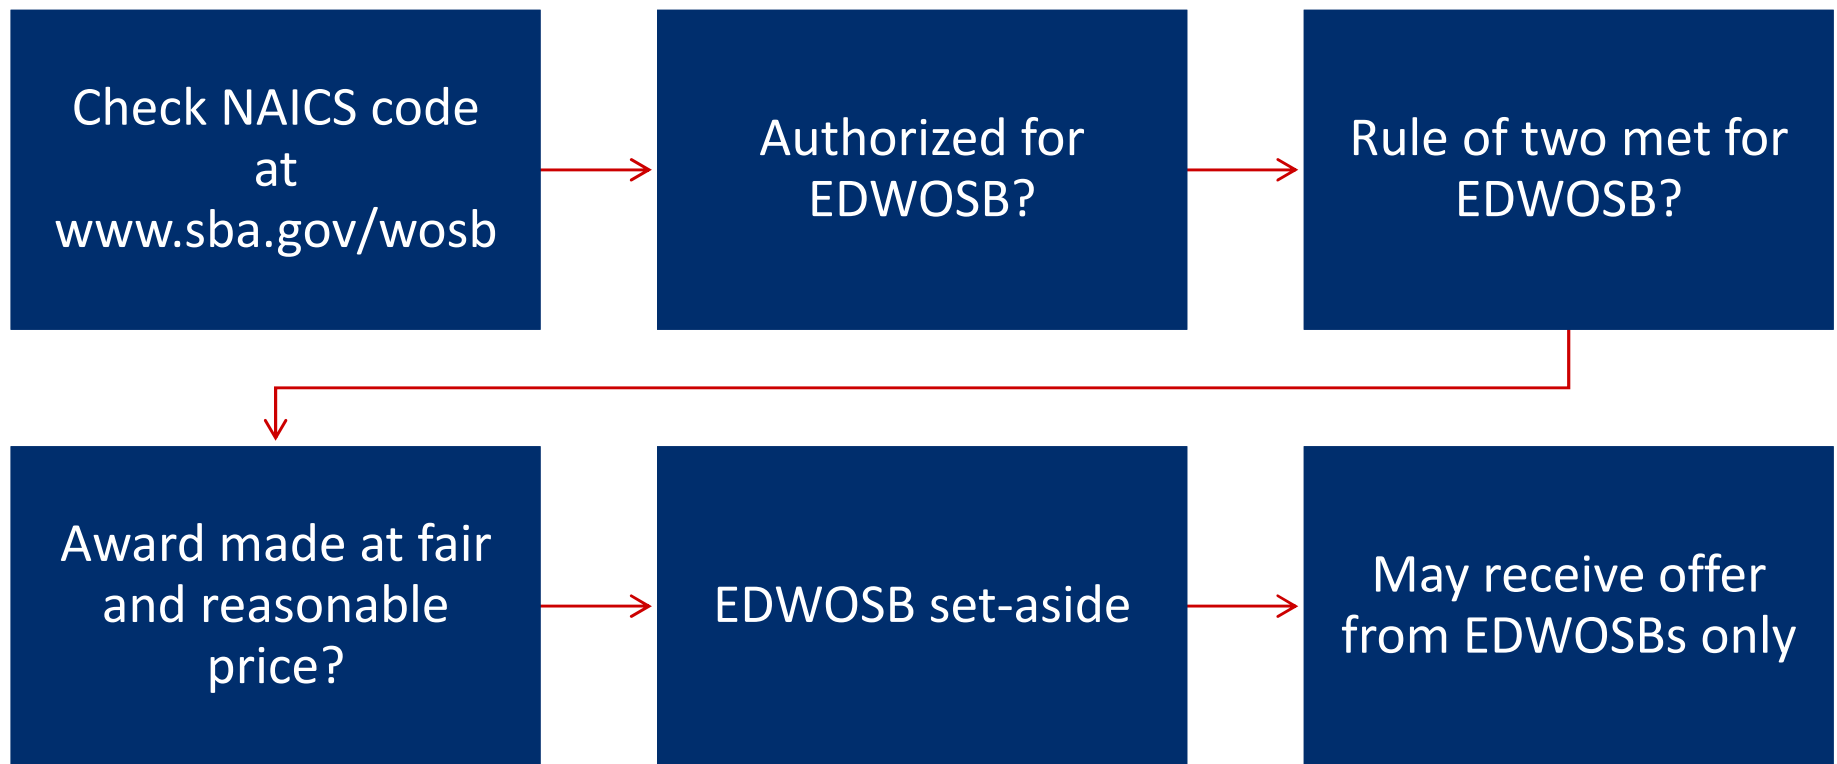 Check NAICS code
at
www.sba.gov/wosb
Authorized for
EDWOSB?
Rule of two met for
EDWOSB?
Award made at fair
and reasonable
price?
EDWOSB set-aside
May receive offer
from EDWOSBs only